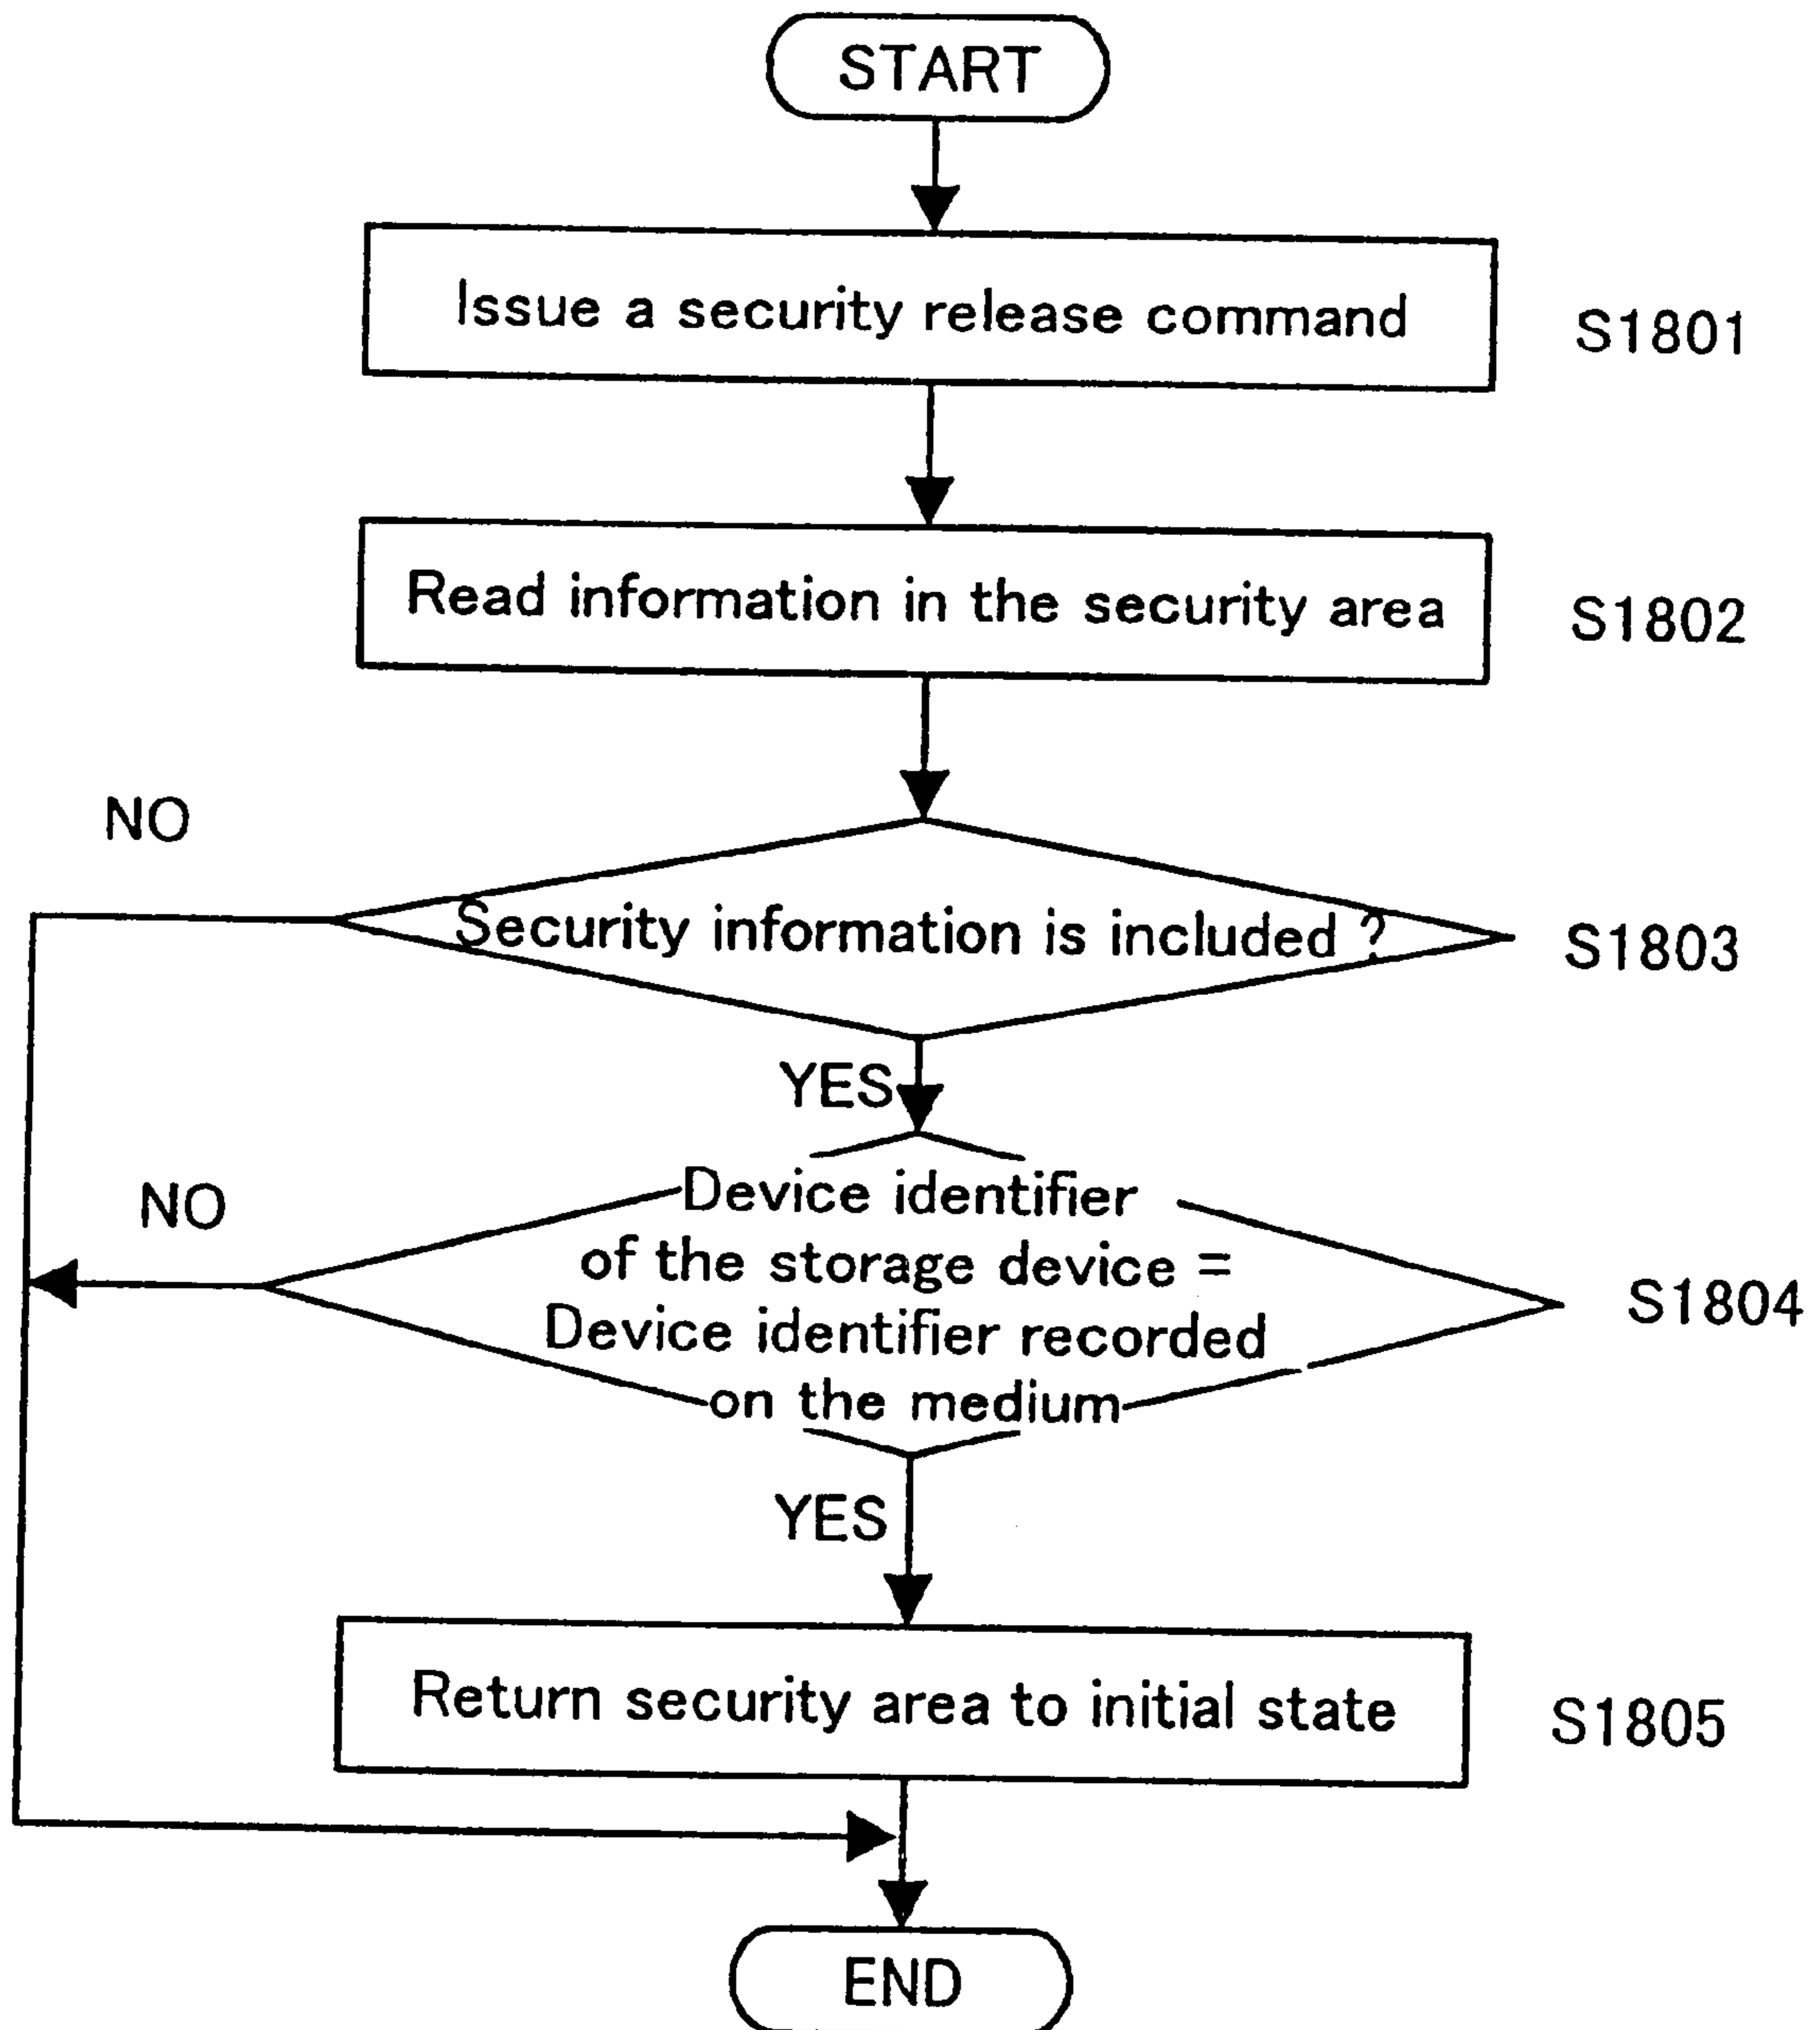 START
Issue a security release command
S1801
Read information in the security area
S1802
NO
Security information is included ?
S1803
YES
NO
Device identifier
of the storage device =
Device identifier recorded
on the medium
S1804
YES
Return security area to initial state
S1805
END